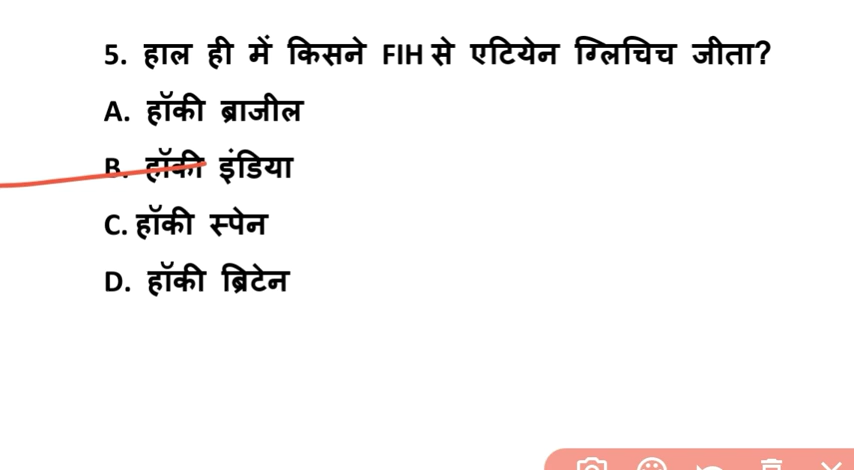 5. हाल ही में किसने FIH से एटियेन ग्लिचिच जीता?
A. हॉकी ब्राजील
B. हॉकी इंडिया
C. हॉकी स्पेन
D. हॉकी ब्रिटेन